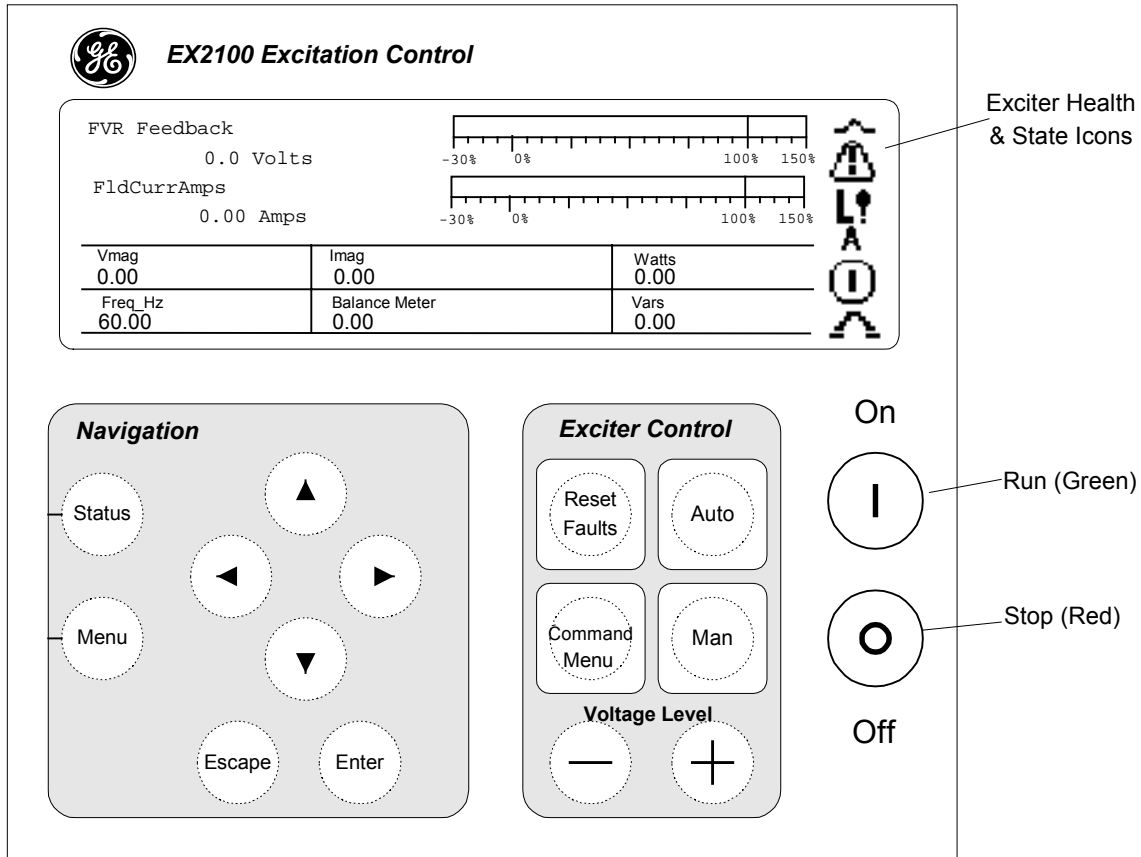 GE
EX2100 Excitation Control
FVR Feedback
0.0 Volts
-30% 0% 100% 150%
FldCurrAmps
0.00 Amps
-30% 0% 100% 150%
Vmag
0.00
Imag
0.00
Watts
0.00
Freq_Hz
60.00
Balance Meter
0.00
Vars
0.00
L!
A
I
Exciter Health
& State Icons
Navigation
Status
Menu
Escape
Enter
Exciter Control
Reset
Faults
Auto
Command
Menu
Man
Voltage Level
On
I
Run (Green)
O
Stop (Red)
Off